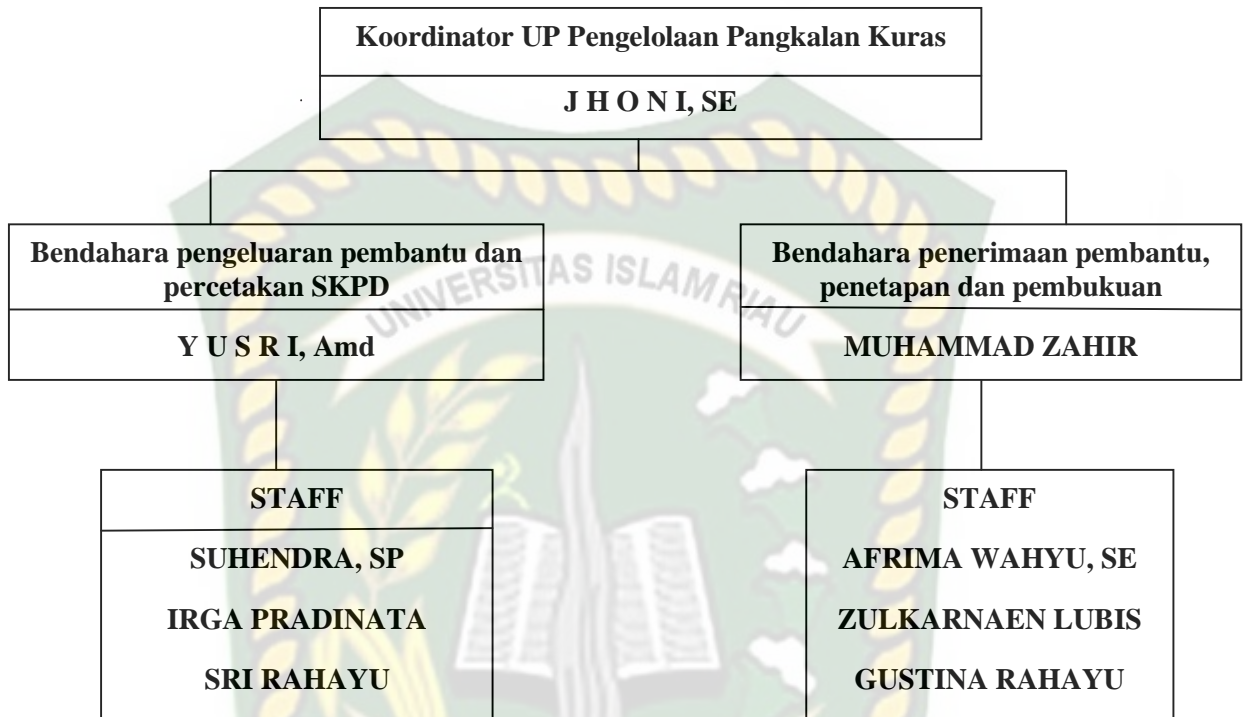 Koordinator UP Pengelolaan Pangkalan Kuras
J H O N I, SE
Bendahara pengeluaran pembantu dan
percetakan SKPD
Y U S R I, Amd
Bendahara penerimaan pembantu,
penetapan dan pembukuan
MUHAMMAD ZAHIR
UNIVERSITAS ISLAM RIAU
STAFF
SUHENDRA, SP
IRGA PRADINATA
SRI RAHAYU
STAFF
AFRIMA WAHYU, SE
ZULKARNAEN LUBIS
GUSTINA RAHAYU